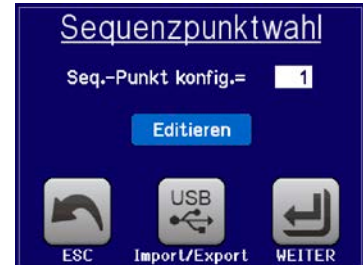 Sequenzpunktwahl
Seq.-Punkt konfig.= 1
Editieren
USB
ESC Import/Export WEITER